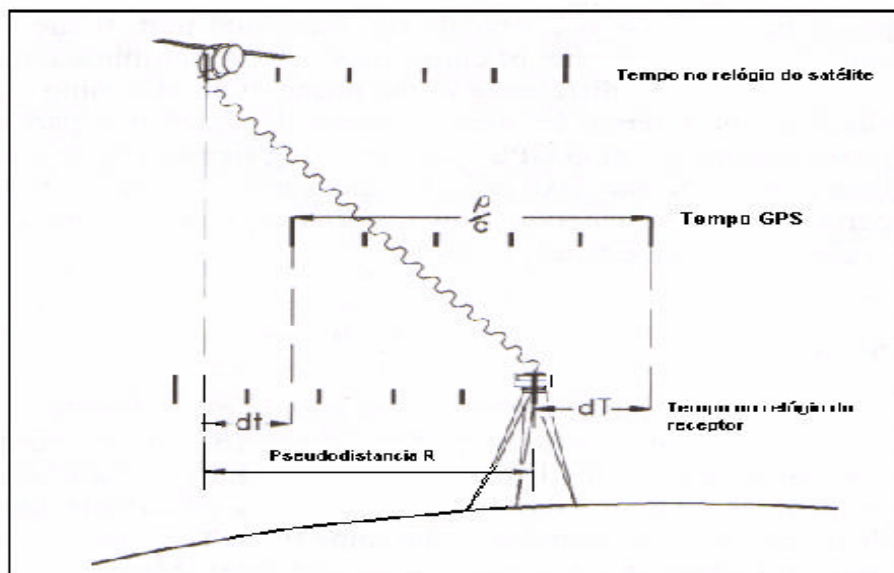 Tempo no relógio do satélite
ρ/c
Tempo GPS
dt
dT
Tempo no relógio do
receptor
Pseudodistancia R